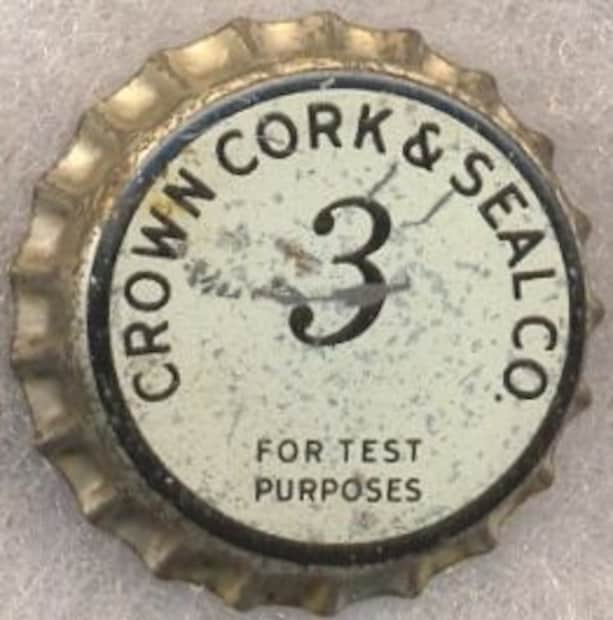 CROWN CORK & SEAL CO.
3
FOR TEST
PURPOSES